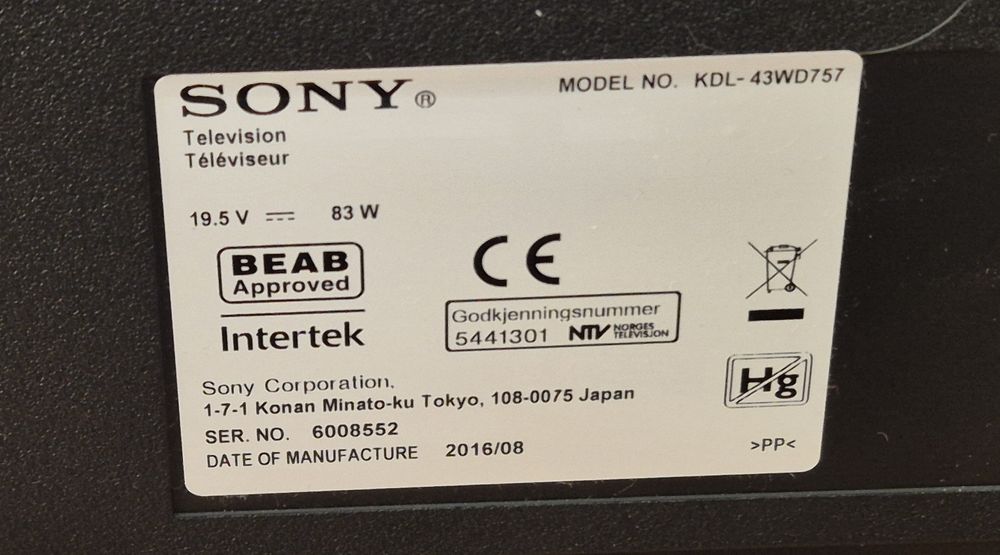 SONY®
MODEL NO. KDL-43WD757
Television
Téléviseur
19.5 V ⎓ 83 W
BEAB
Approved
Intertek
CE
Godkjenningsnummer
5441301 NTV NORGES
TELEVISJON
Hg
Sony Corporation,
1-7-1 Konan Minato-ku Tokyo, 108-0075 Japan
SER. NO. 6008552
DATE OF MANUFACTURE 2016/08
>PP<